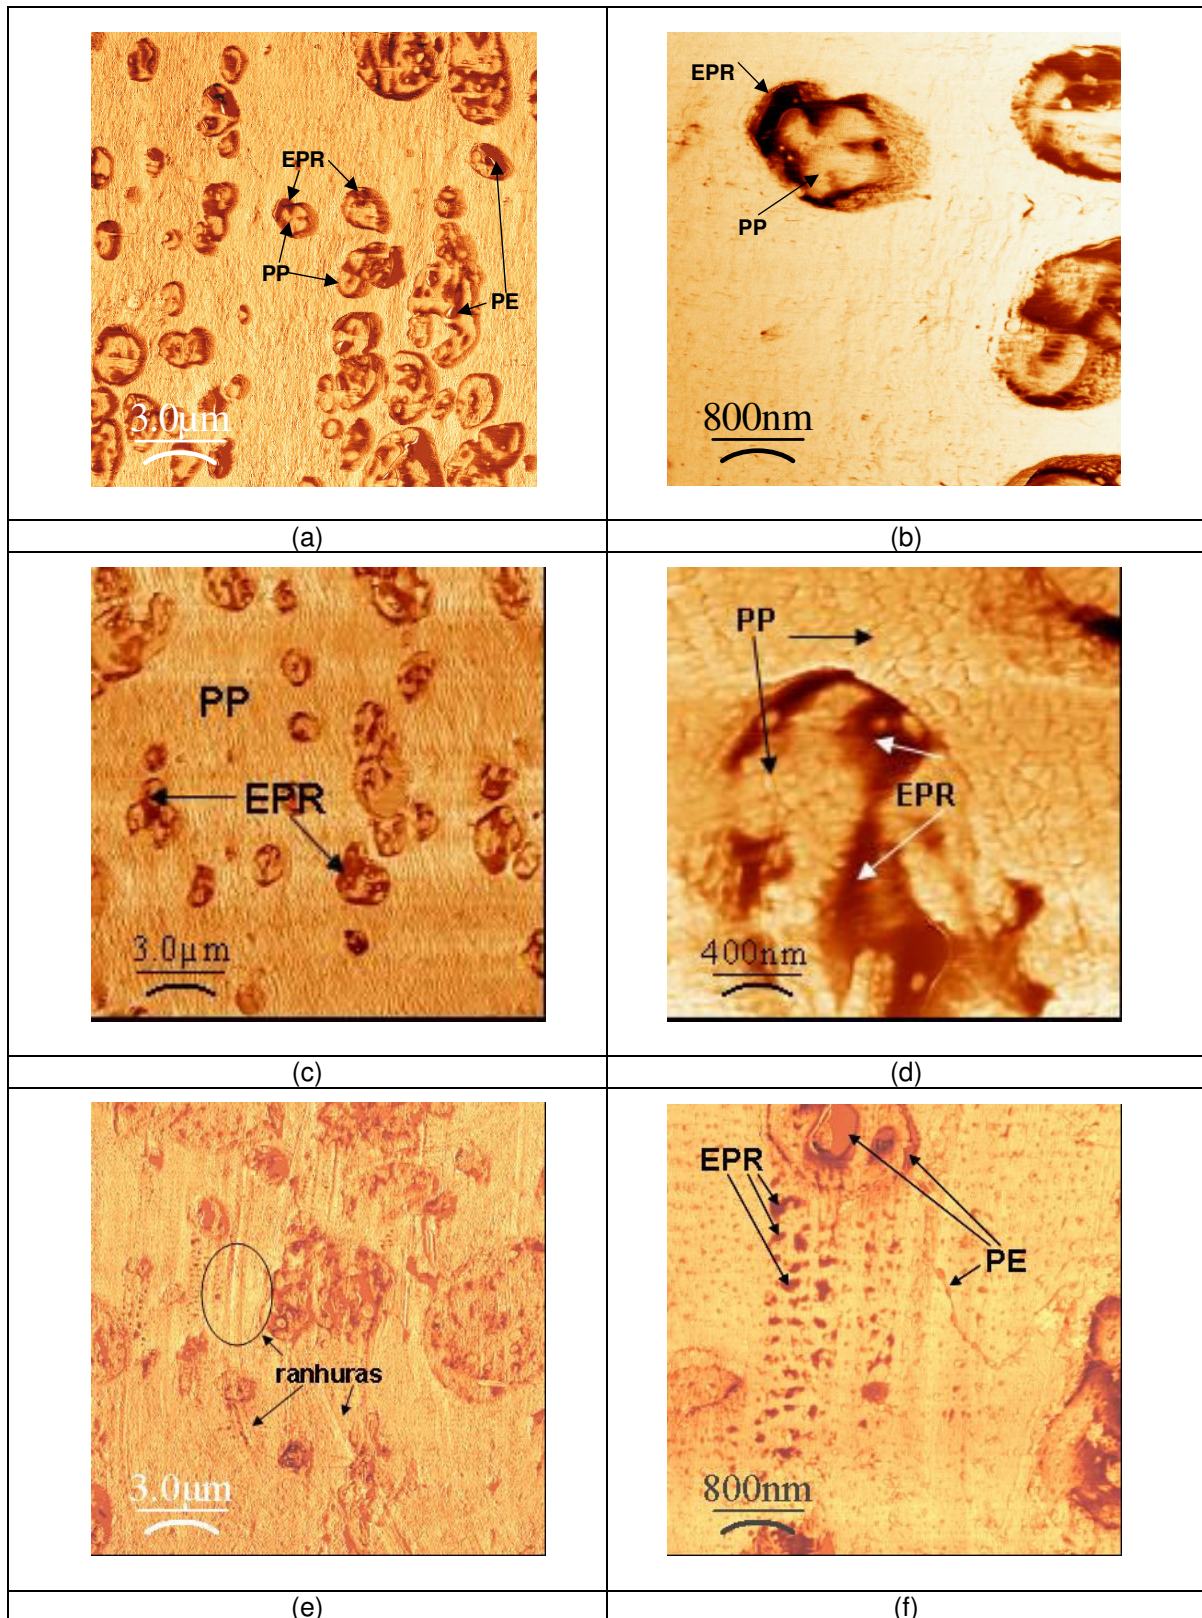 EPR
PP
PE
3.0µm
EPR
PP
800nm
(a)
(b)
PP
EPR
3.0µm
PP
EPR
400nm
(c)
(d)
ranhuras
3.0µm
EPR
PE
800nm
(e)
(f)